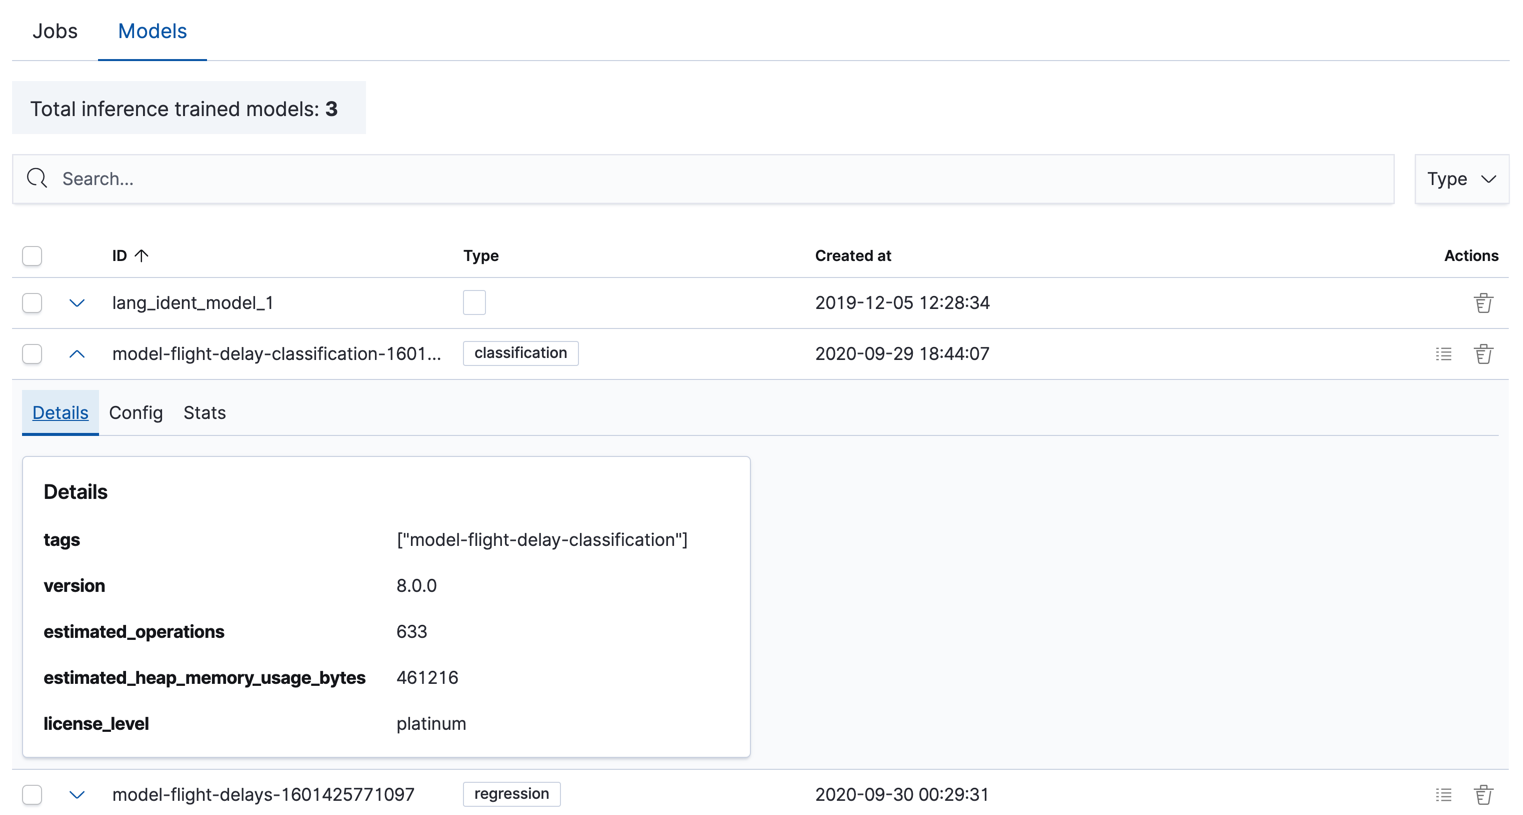 Jobs Models
Total inference trained models: 3
Search... Type
ID Type Created at Actions
lang_ident_model_1 2019-12-05 12:28:34
model-flight-delay-classification-1601... classification 2020-09-29 18:44:07
Details Config Stats
Details
tags ["model-flight-delay-classification"]
version 8.0.0
estimated_operations 633
estimated_heap_memory_usage_bytes 461216
license_level platinum
model-flight-delays-1601425771097 regression 2020-09-30 00:29:31